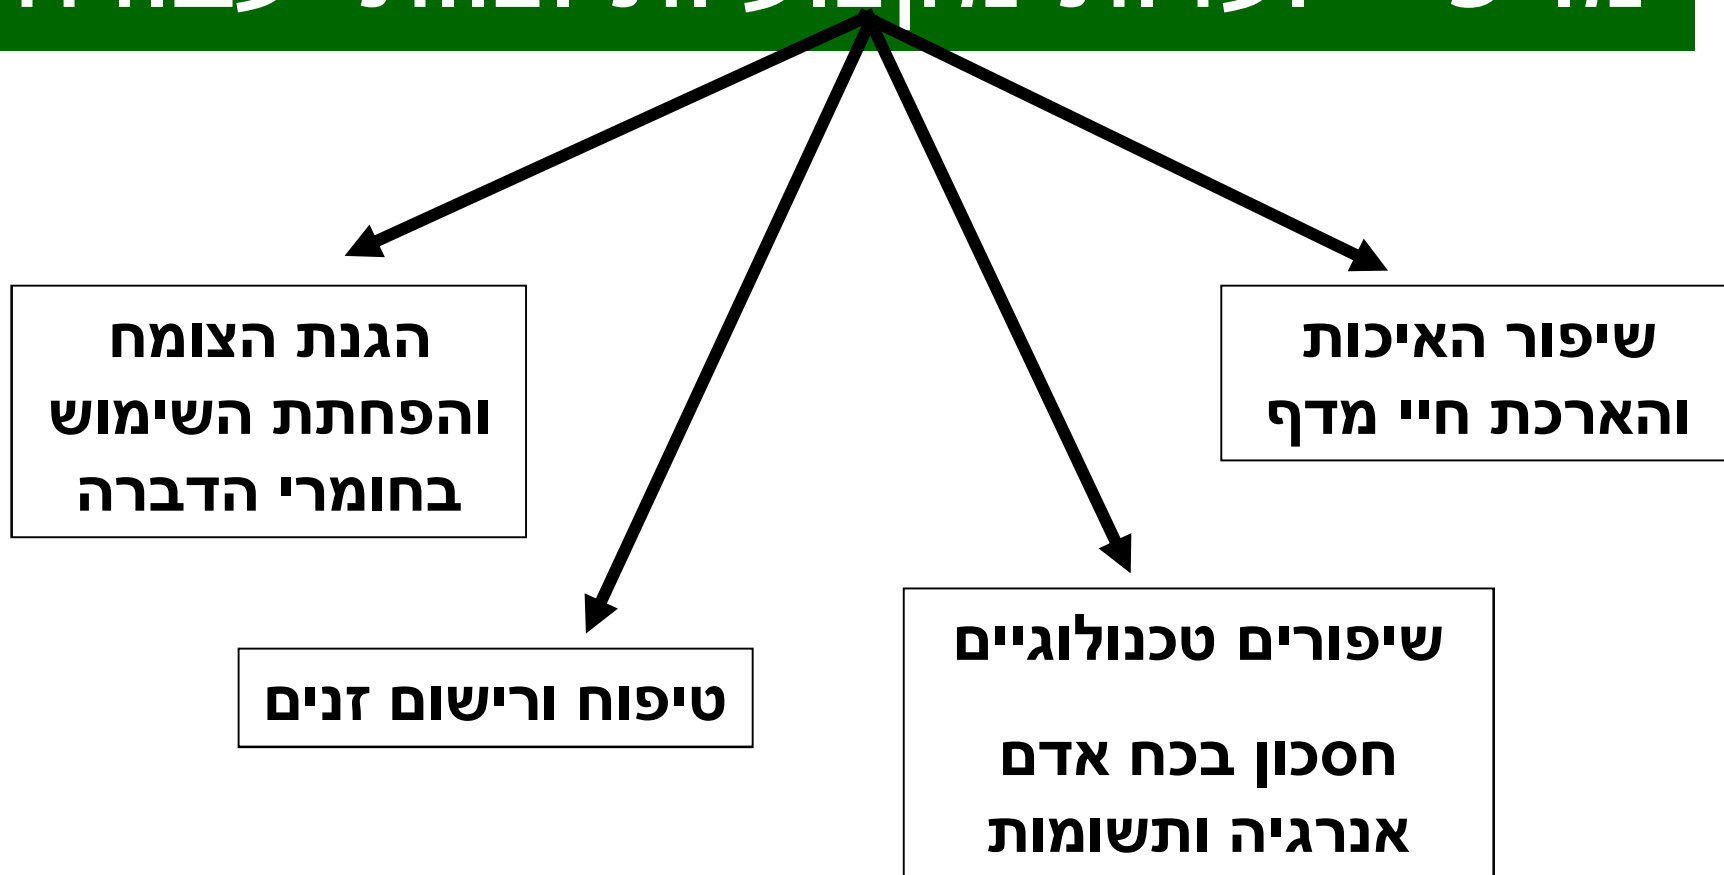 שיפור האיכות
והארכת חיי מדף
הגנת הצומח
והפחתת השימוש
בחומרי הדברה
שיפורים טכנולוגיים
חסכון בכח אדם
אנרגיה ותשומות
טיפוח ורישום זנים